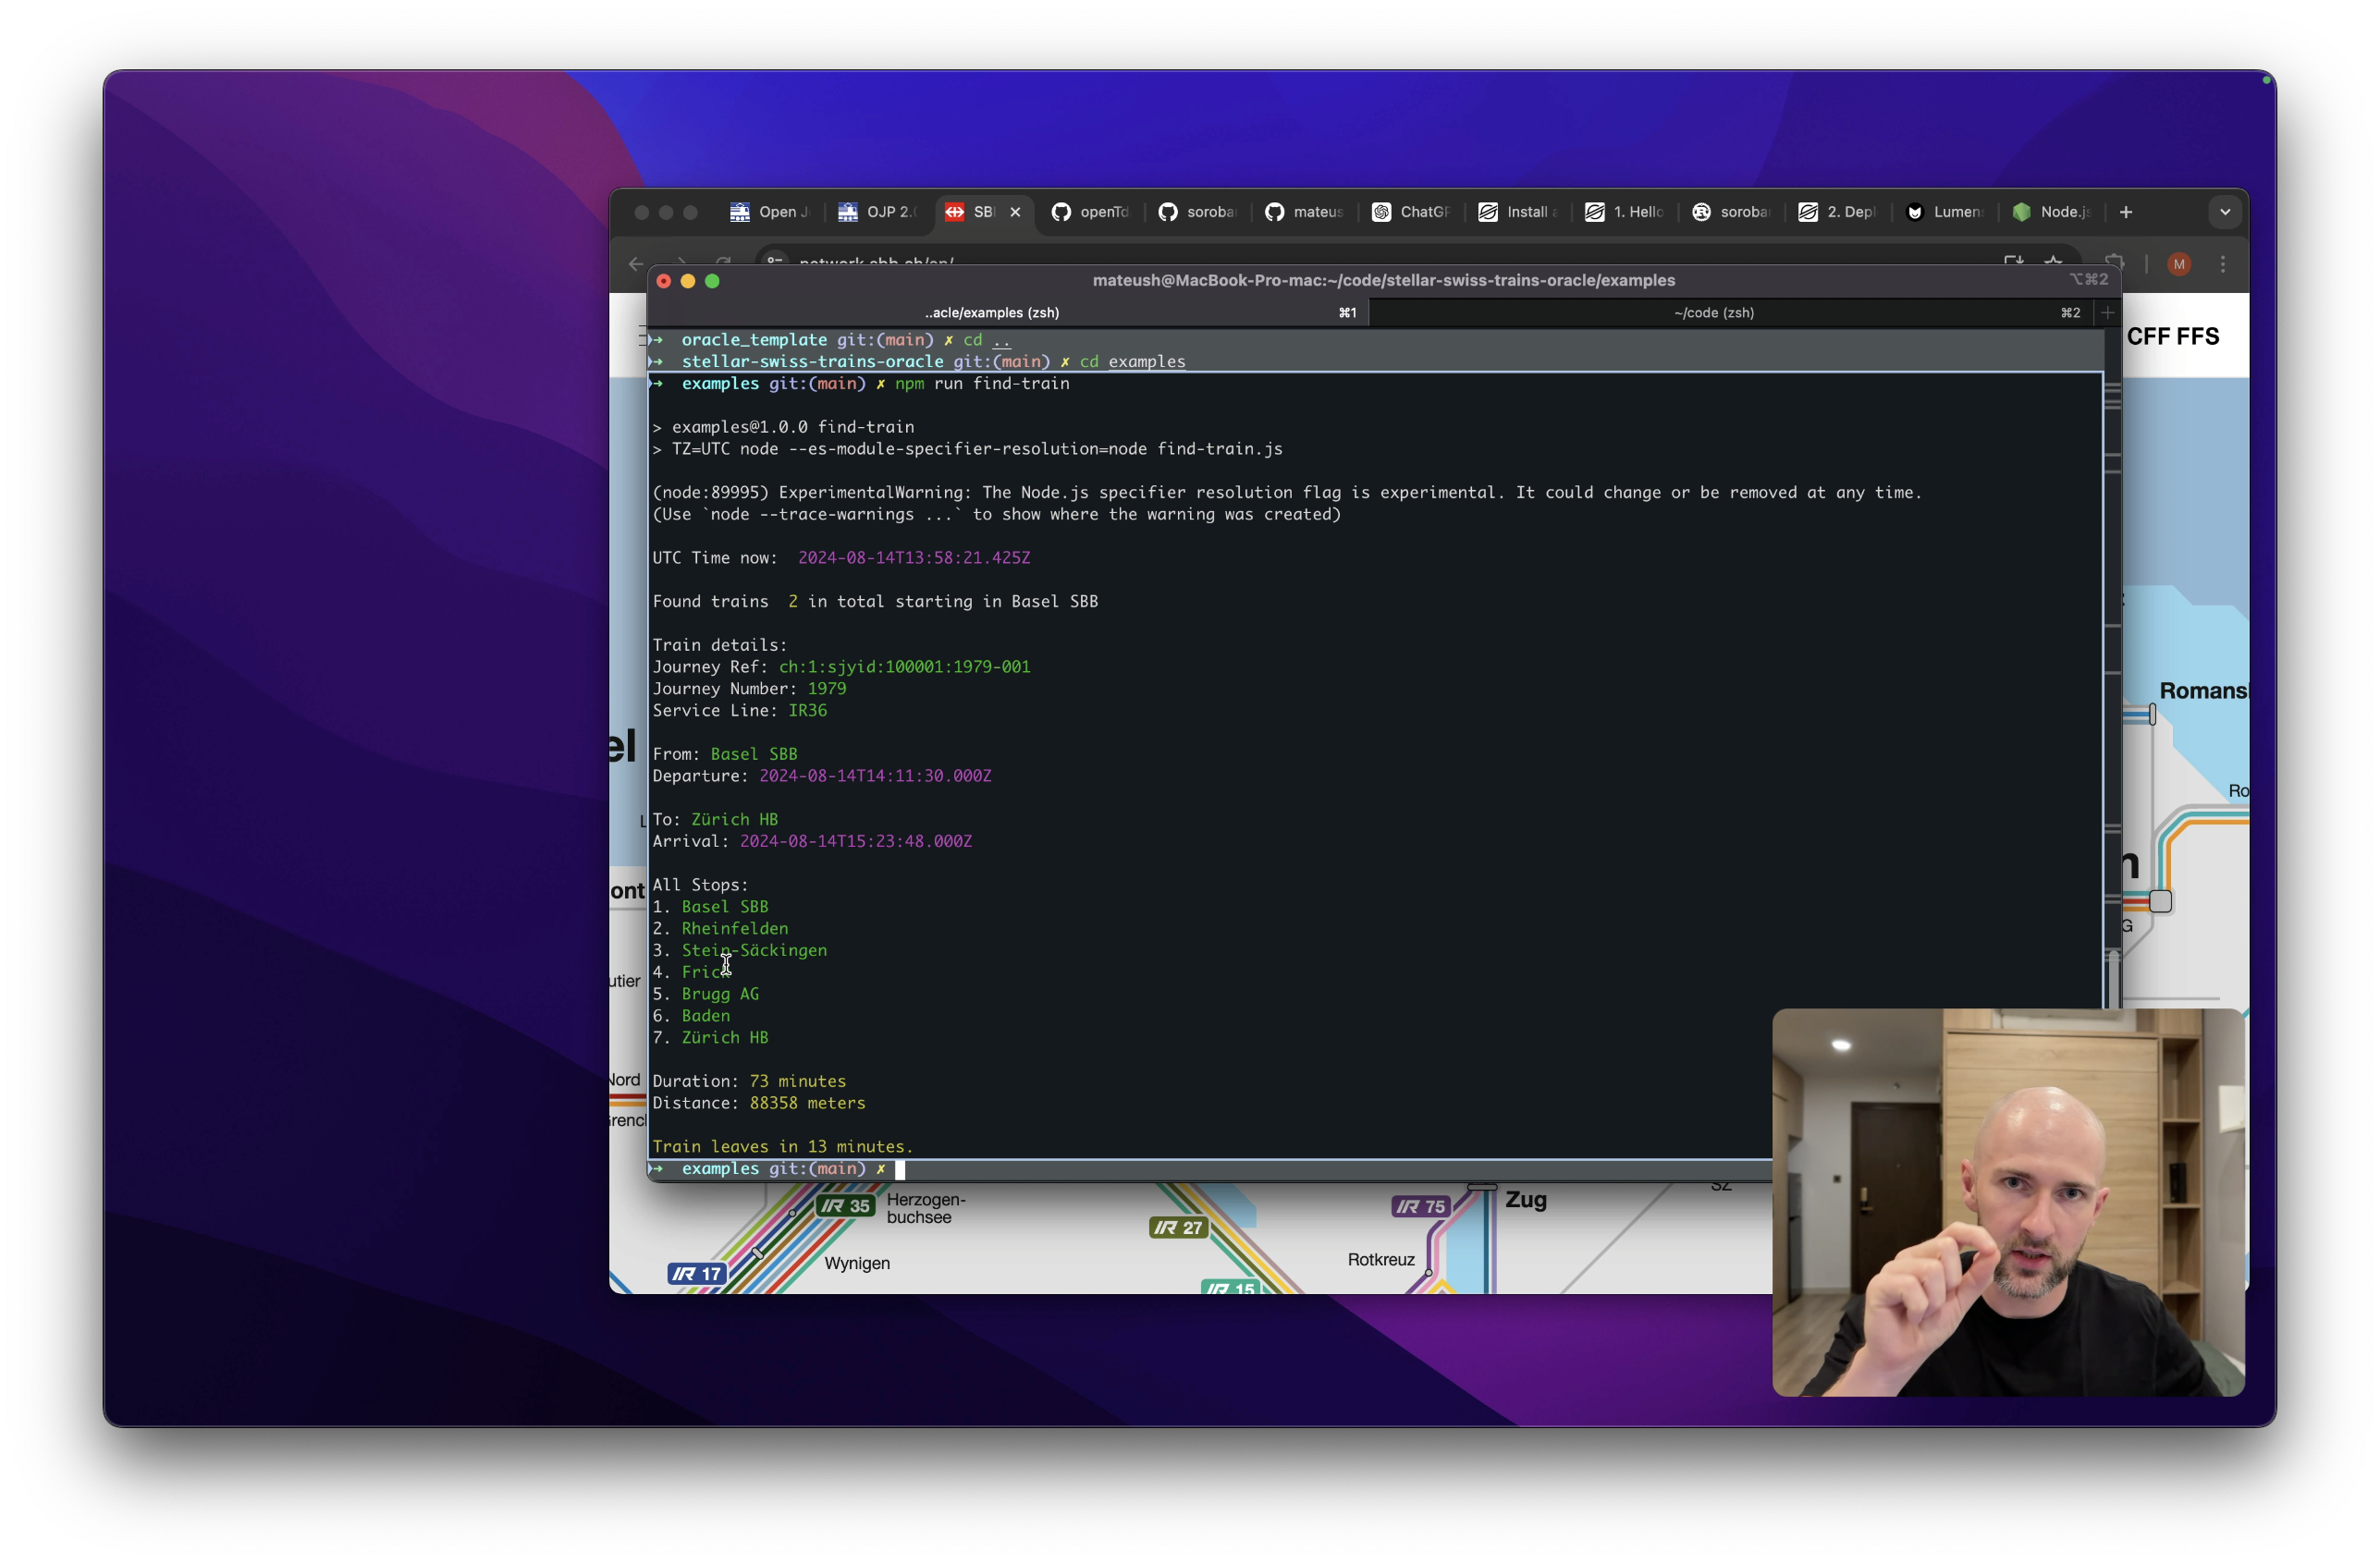 Open J
OJP 2.0
SBI
openTd
soroba
mateus
ChatGP
Install a
1. Hello
soroba
2. Depl
Lumen
Node.js
network.sbb.ch/en/
M
mateush@MacBook-Pro-mac:~/code/stellar-swiss-trains-oracle/examples
⌥⌘2
..acle/examples (zsh)
⌘1
~/code (zsh)
⌘2
→ oracle_template git:(main) ✗ cd ..
→ stellar-swiss-trains-oracle git:(main) ✗ cd examples
→ examples git:(main) ✗ npm run find-train
> examples@1.0.0 find-train
> TZ=UTC node --es-module-specifier-resolution=node find-train.js
(node:89995) ExperimentalWarning: The Node.js specifier resolution flag is experimental. It could change or be removed at any time.
(Use `node --trace-warnings ...` to show where the warning was created)
UTC Time now: 2024-08-14T13:58:21.425Z
Found trains 2 in total starting in Basel SBB
Train details:
Journey Ref: ch:1:sjyid:100001:1979-001
Journey Number: 1979
Service Line: IR36
From: Basel SBB
Departure: 2024-08-14T14:11:30.000Z
To: Zürich HB
Arrival: 2024-08-14T15:23:48.000Z
All Stops:
1. Basel SBB
2. Rheinfelden
3. Stein-Säckingen
4. Frick
5. Brugg AG
6. Baden
7. Zürich HB
Duration: 73 minutes
Distance: 88358 meters
Train leaves in 13 minutes.
→ examples git:(main) ✗
CFF FFS
Romansl
Ro
n
G
el
L
ont
utier
Nord
Grencl
IR 35
Herzogen-
buchsee
IR 17
Wynigen
IR 27
IR 15
IR 75
Zug
Rotkreuz
SZ